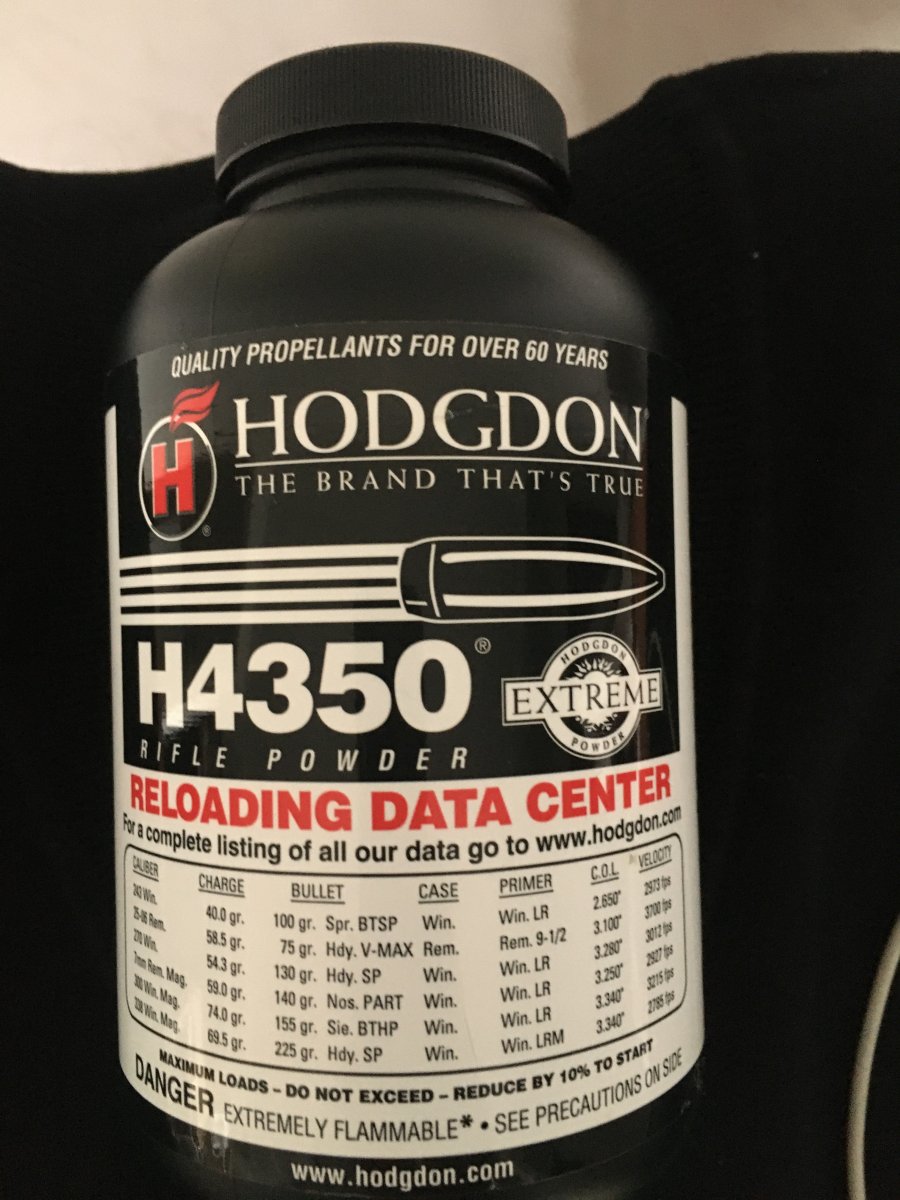 QUALITY PROPELLANTS FOR OVER 60 YEARS
H
®
HODGDON®
THE BRAND THAT'S TRUE
H4350®
RIFLE POWDER
HODGDON
EXTREME
POWDER
RELOADING DATA CENTER
For a complete listing of all our data go to www.hodgdon.com
CALIBER CHARGE BULLET CASE PRIMER C.O.L. VELOCITY
243 Win. 40.0 gr. 100 gr. Spr. BTSP Win. Win. LR 2.650" 2973 fps
25-06 Rem. 58.5 gr. 75 gr. Hdy. V-MAX Rem. Rem. 9-1/2 3.100" 3700 fps
270 Win. 54.3 gr. 130 gr. Hdy. SP Win. Win. LR 3.280" 3012 fps
7mm Rem. Mag. 59.0 gr. 140 gr. Nos. PART Win. Win. LR 3.250" 2927 fps
300 Win. Mag. 74.0 gr. 155 gr. Sie. BTHP Win. Win. LR 3.340" 3215 fps
338 Win. Mag. 69.5 gr. 225 gr. Hdy. SP Win. Win. LRM 3.340" 2785 fps
MAXIMUM LOADS – DO NOT EXCEED – REDUCE BY 10% TO START
DANGER EXTREMELY FLAMMABLE* • SEE PRECAUTIONS ON SIDE
www.hodgdon.com